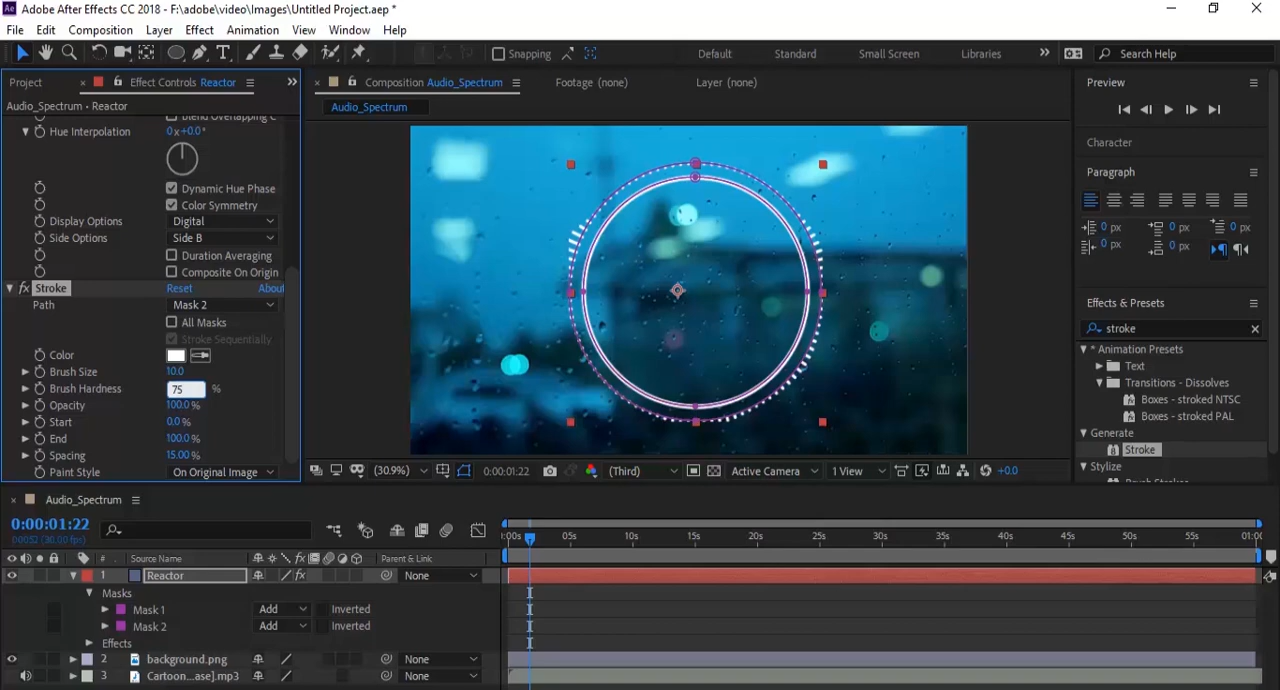 Adobe After Effects CC 2018 - F:\adobe\video\Images\Untitled Project.aep *
File Edit Composition Layer Effect Animation View Window Help
Snapping Default Standard Small Screen Libraries Search Help
Project Effect Controls Reactor Composition Audio_Spectrum Footage (none) Layer (none) Preview
Audio_Spectrum • Reactor
Audio_Spectrum
Blend Overlapping C
Hue Interpolation 0x+0.0°
Dynamic Hue Phase
Color Symmetry
Display Options Digital
Side Options Side B
Duration Averaging
Composite On Origin
fx Stroke Reset About
Path Mask 2
All Masks
Stroke Sequentially
Color
Brush Size 10.0
Brush Hardness 75 %
Opacity 100.0 %
Start 0.0 %
End 100.0 %
Spacing 15.00 %
Paint Style On Original Image
(30.9%) 0:00:01:22 (Third) Active Camera 1 View +0.0
Character
Paragraph
0 px 0 px 0 px
0 px 0 px
Effects & Presets
stroke
* Animation Presets
Text
Transitions - Dissolves
Boxes - stroked NTSC
Boxes - stroked PAL
Generate
Stroke
Stylize
Brush Strokes
Audio_Spectrum
0:00:01:22
00052 (30.00 fps)
:00s 05s 10s 15s 20s 25s 30s 35s 40s 45s 50s 55s 01:00
# Source Name Parent & Link
1 Reactor None
Masks
Mask 1 Add Inverted
Mask 2 Add Inverted
Effects
2 background.png None
3 Cartoon...ase].mp3 None